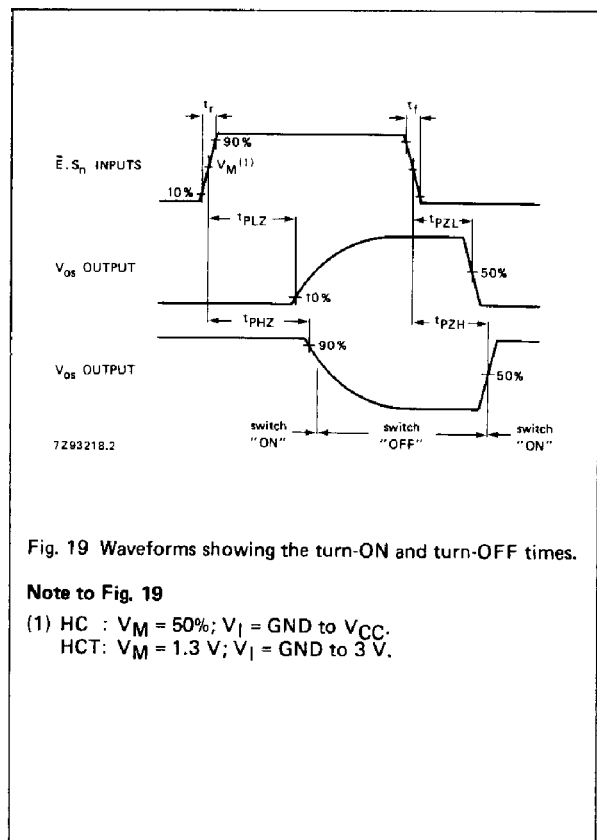 tr
tf
Ē.Sn INPUTS
90%
VM(1)
10%
tPLZ
tPZL
Vos OUTPUT
10%
50%
tPHZ
tPZH
Vos OUTPUT
90%
50%
switch "ON"
switch "OFF"
switch "ON"
7Z93218.2
Fig. 19 Waveforms showing the turn-ON and turn-OFF times.
Note to Fig. 19
(1) HC : VM = 50%; VI = GND to VCC.
HCT: VM = 1.3 V; VI = GND to 3 V.